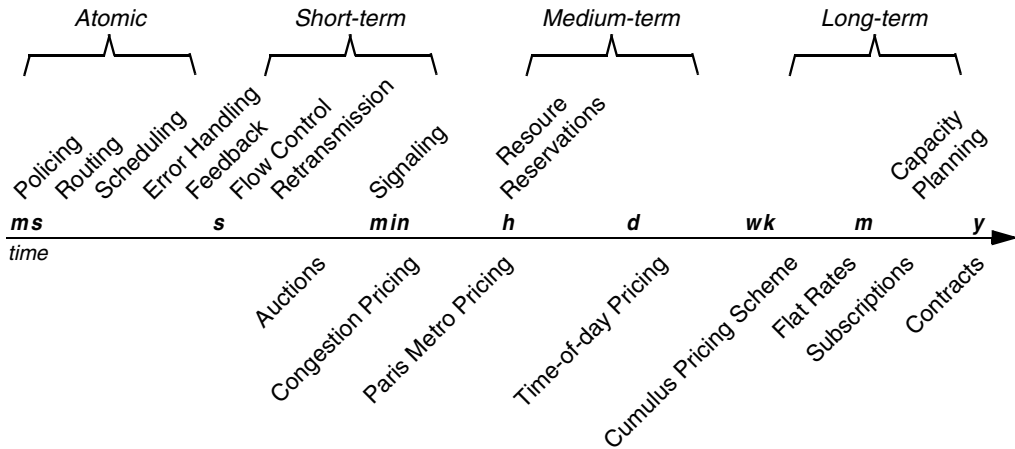 Atomic
Short-term
Medium-term
Long-term
Policing
Routing
Scheduling
Error Handling
Feedback
Flow Control
Retransmission
Signaling
Resoure
Reservations
Capacity
Planning
ms s min h d wk m y
time
Auctions
Congestion Pricing
Paris Metro Pricing
Time-of-day Pricing
Cumulus Pricing Scheme
Flat Rates
Subscriptions
Contracts